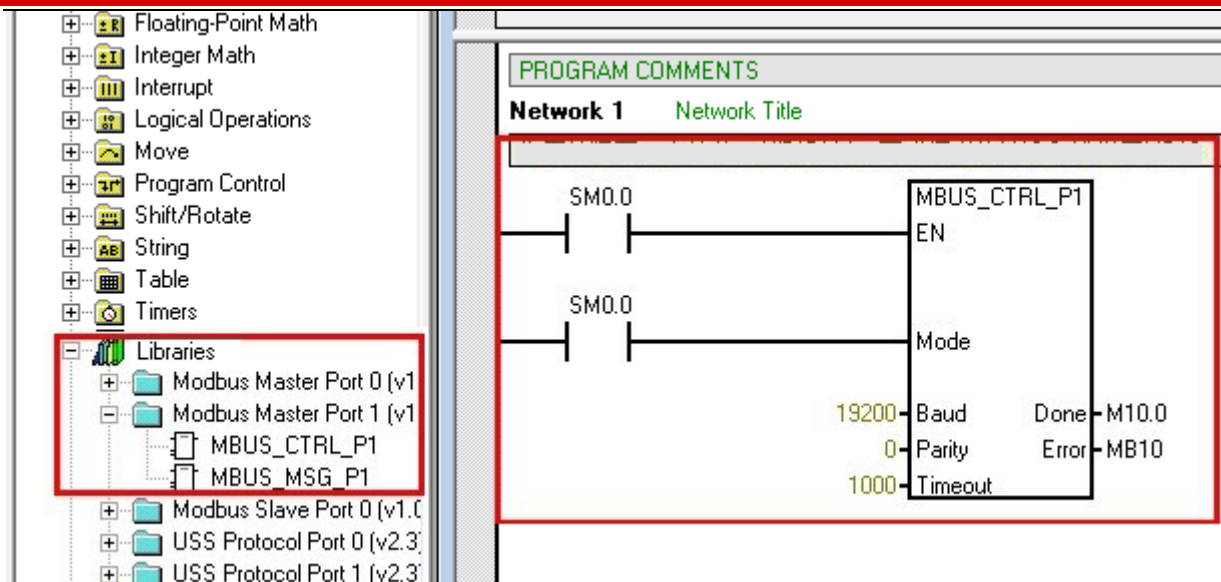 Floating-Point Math
Integer Math
Interrupt
Logical Operations
Move
Program Control
Shift/Rotate
String
Table
Timers
Libraries
Modbus Master Port 0 (v1
Modbus Master Port 1 (v1
MBUS_CTRL_P1
MBUS_MSG_P1
Modbus Slave Port 0 (v1.0
USS Protocol Port 0 (v2.3)
USS Protocol Port 1 (v2.3)
PROGRAM COMMENTS
Network 1 Network Title
SM0.0
MBUS_CTRL_P1
EN
SM0.0
Mode
19200 Baud Done M10.0
0 Parity Error MB10
1000 Timeout